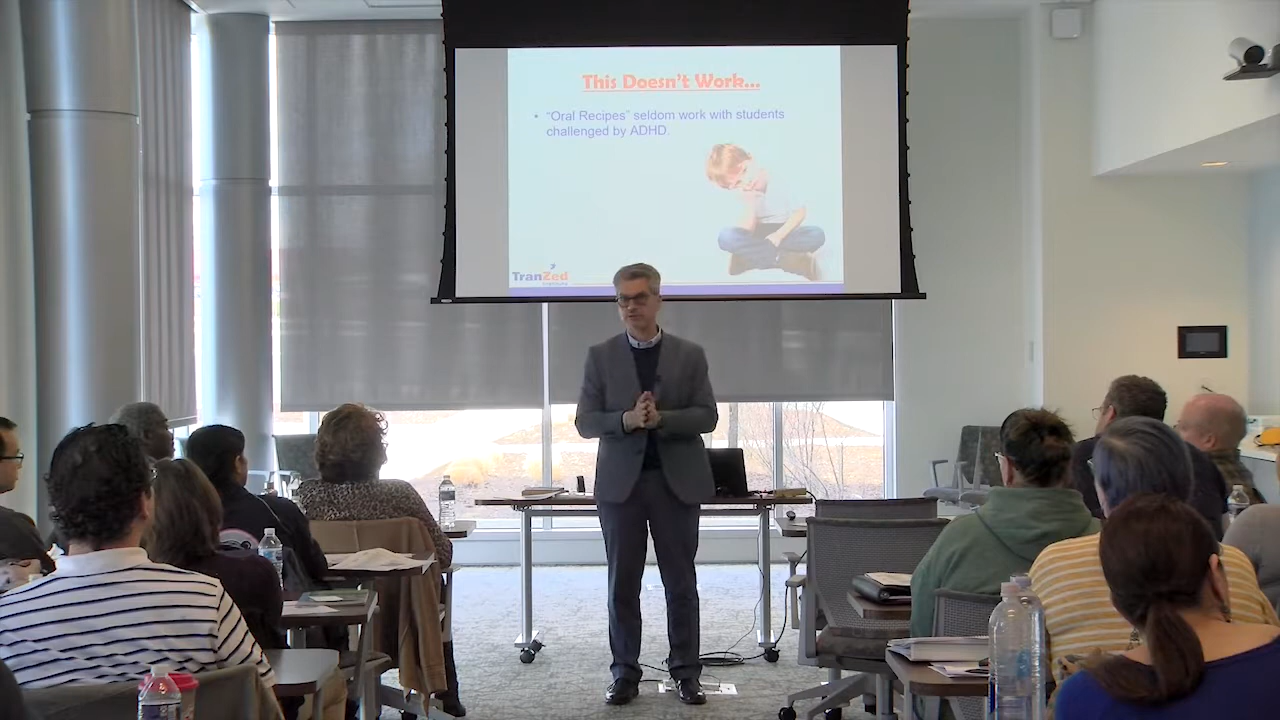 This Doesn't Work...
• "Oral Recipes" seldom work with students
challenged by ADHD.
TranZed